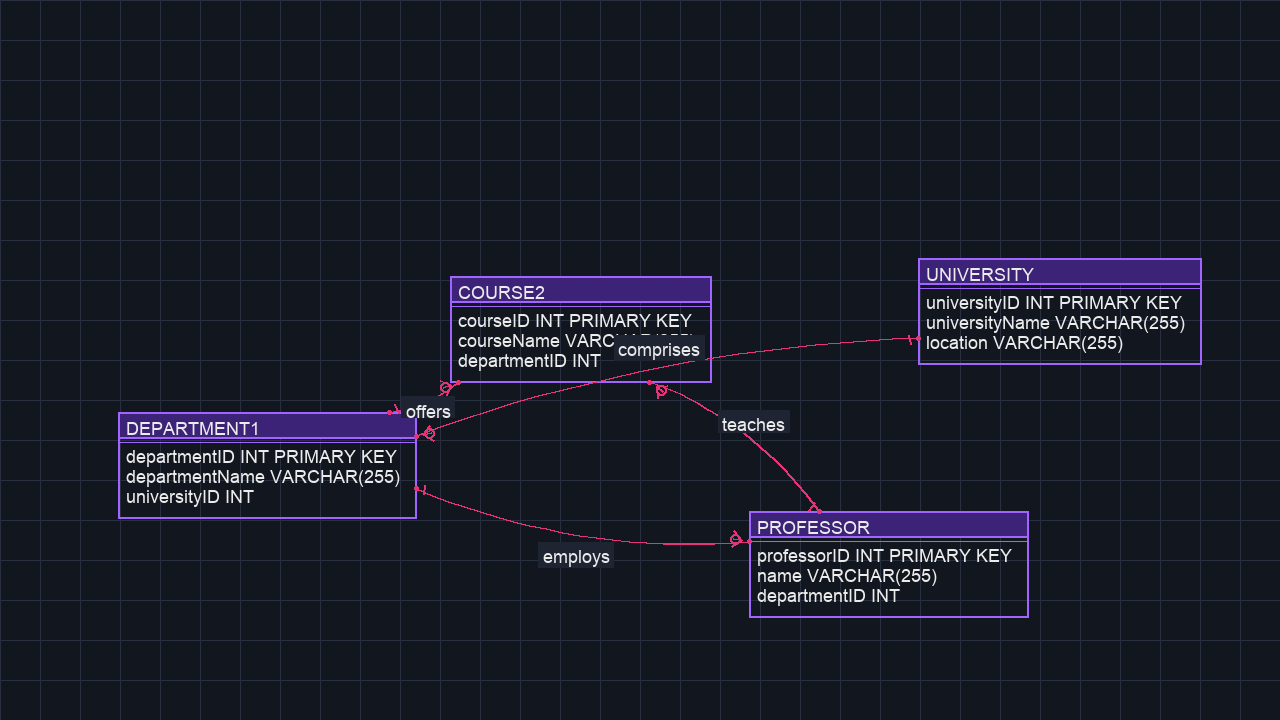 COURSE2
courseID INT PRIMARY KEY
courseName
departmentID INT
comprises
UNIVERSITY
universityID INT PRIMARY KEY
universityName VARCHAR(255)
location VARCHAR(255)
offers
DEPARTMENT1
departmentID INT PRIMARY KEY
departmentName VARCHAR(255)
universityID INT
teaches
employs
PROFESSOR
professorID INT PRIMARY KEY
name VARCHAR(255)
departmentID INT